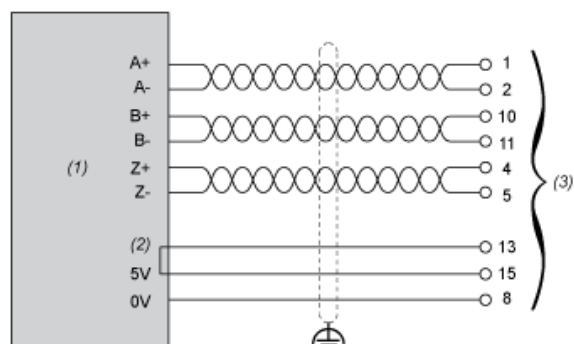 A+ 1
A- 2
B+ 10
B- 11
(1) Z+ 4 (3)
Z- 5
(2) 13
5V 15
0V 8